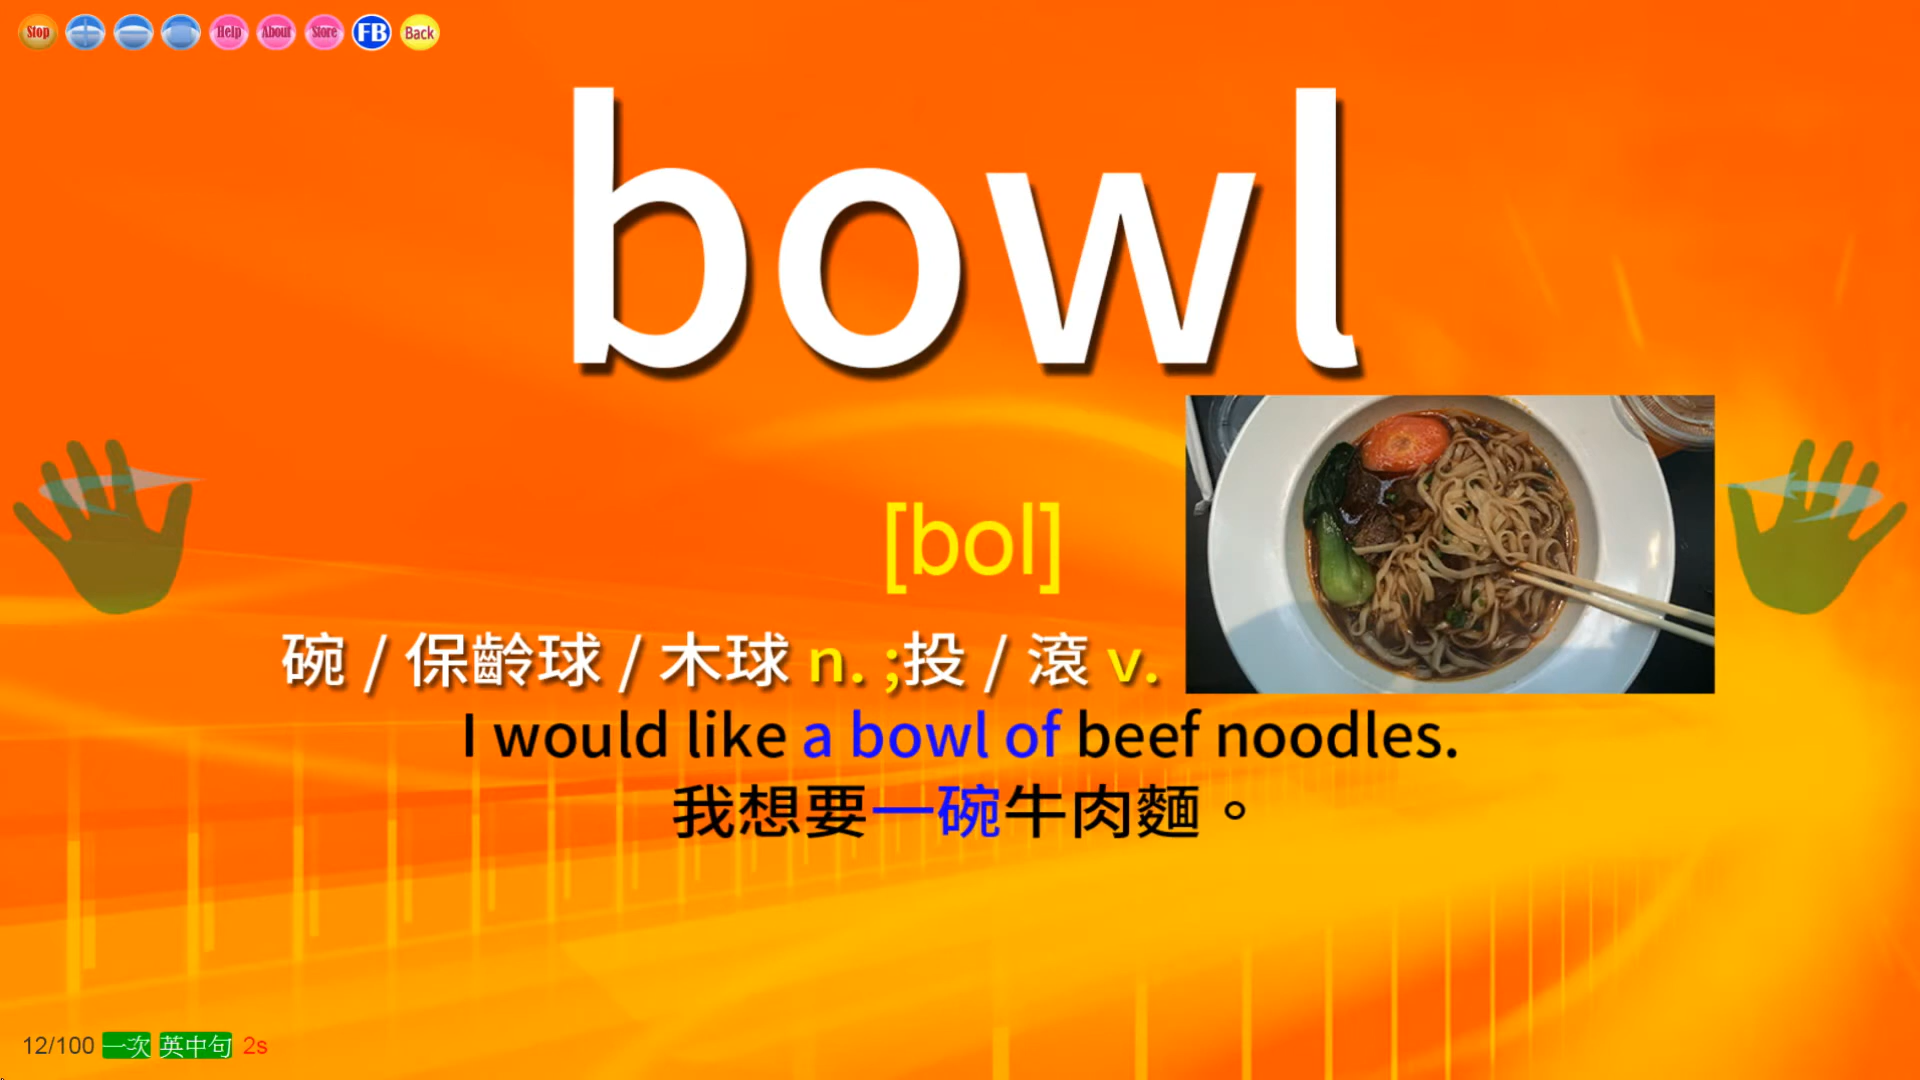 Stop Help About Store FB Back
bowl
[bol]
碗 / 保齡球 / 木球 n. ;投 / 滾 v.
I would like a bowl of beef noodles.
我想要一碗牛肉麵。
12/100 一次 英中句 2s